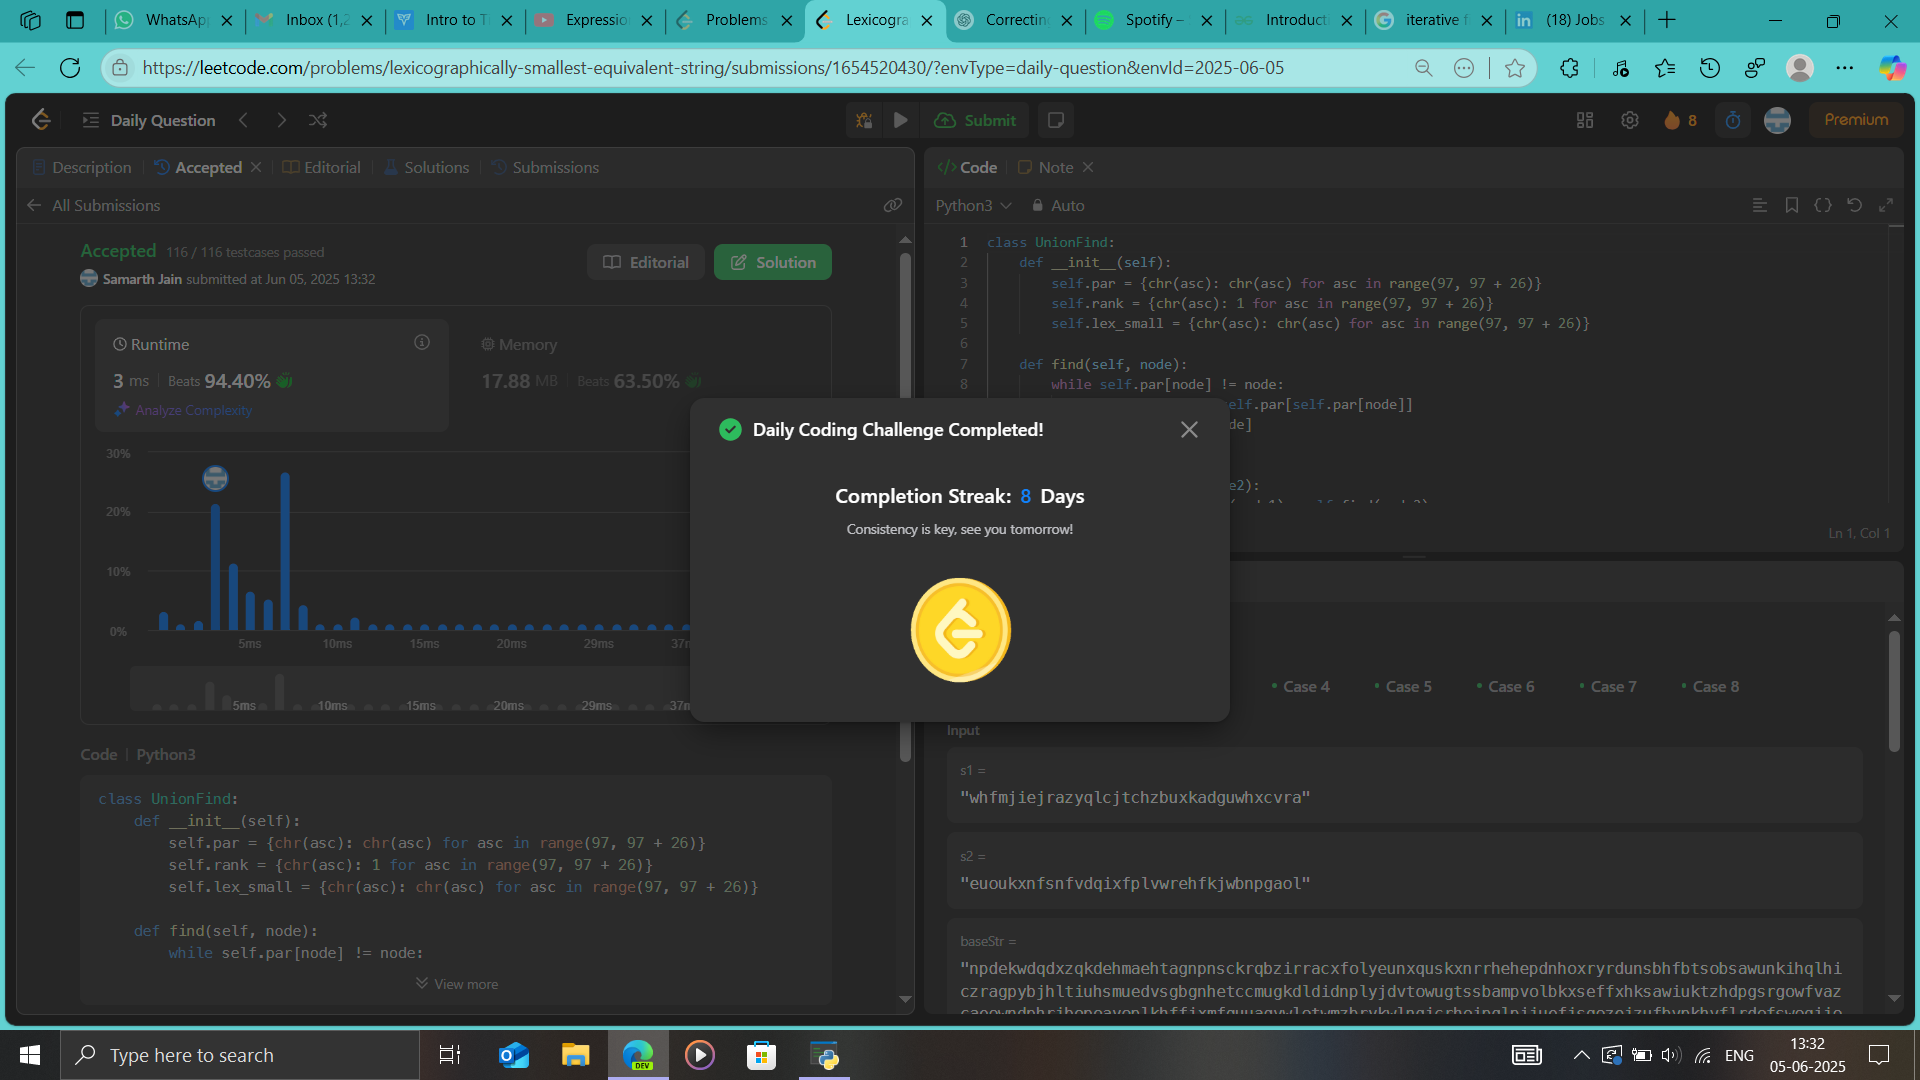 WhatsApp
Inbox (1,2
Intro to T
Expressio
Problems
Lexicogra
Correctin
Spotify –
Introducti
iterative f
(18) Jobs
https://leetcode.com/problems/lexicographically-smallest-equivalent-string/submissions/1654520430/?envType=daily-question&envId=2025-06-05
Daily Question
Submit
8
Premium
Description
Accepted
Editorial
Solutions
Submissions
All Submissions
Accepted 116 / 116 testcases passed
Samarth Jain submitted at Jun 05, 2025 13:32
Editorial
Solution
Runtime
3 ms Beats 94.40%
Analyze Complexity
Memory
17.88 MB Beats 63.50%
30%
20%
10%
0%
5ms 10ms 15ms 20ms 29ms 37m
5ms 10ms 15ms 20ms 29ms 37m
Code | Python3
class UnionFind:
def __init__(self):
self.par = {chr(asc): chr(asc) for asc in range(97, 97 + 26)}
self.rank = {chr(asc): 1 for asc in range(97, 97 + 26)}
self.lex_small = {chr(asc): chr(asc) for asc in range(97, 97 + 26)}
def find(self, node):
while self.par[node] != node:
View more
Daily Coding Challenge Completed!
Completion Streak: 8 Days
Consistency is key, see you tomorrow!
Code
Note
Python3
Auto
1 class UnionFind:
2 def __init__(self):
3 self.par = {chr(asc): chr(asc) for asc in range(97, 97 + 26)}
4 self.rank = {chr(asc): 1 for asc in range(97, 97 + 26)}
5 self.lex_small = {chr(asc): chr(asc) for asc in range(97, 97 + 26)}
6
7 def find(self, node):
8 while self.par[node] != node:
elf.par[self.par[node]]
de]
e2):
Ln 1, Col 1
Case 4
Case 5
Case 6
Case 7
Case 8
Input
s1 =
"whfmjiejrazyqlcjtchzbuxkadguwhxcvra"
s2 =
"euoukxnfsnfvdqixfplvwrehfkjwbnpgaol"
baseStr =
"npdekwdqdxzqkdehmaehtagnpnsckrqbzirracxfolyeunxquskxnrrhehepdnhoxryrdunsbhfbtsobsawunkihqlhi
czragpybjhltiuhsmuedvsgbgnhetccmugkdldidnplyjdvtowugtssbampvolbkxseffxhksawiuktzhdpgsrgowfvaz
Type here to search
ENG
13:32
05-06-2025